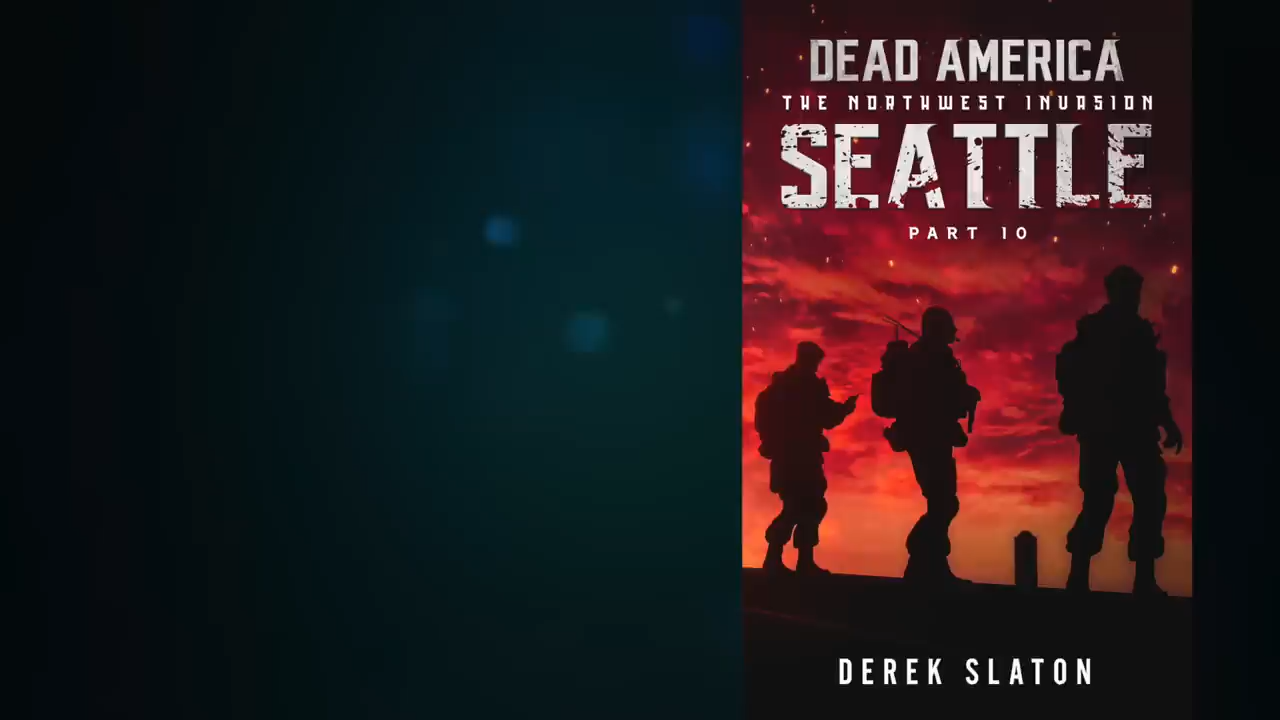 DEAD AMERICA
THE NORTHWEST INVASION
SEATTLE
PART 10
DEREK SLATON